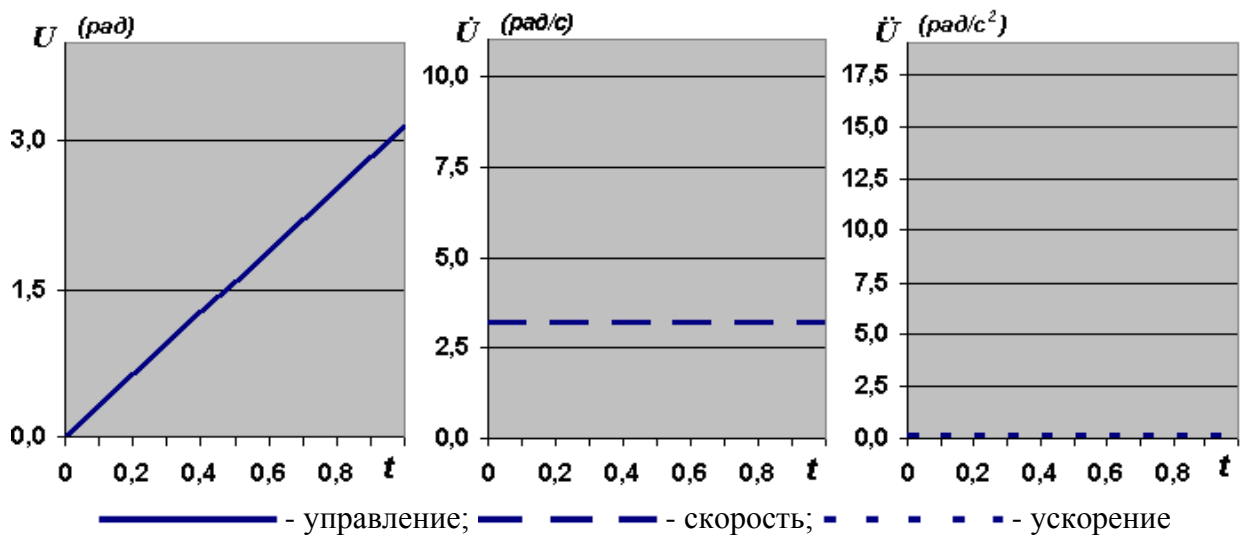 U (рад)
3,0
1,5
0,0
0 0,2 0,4 0,6 0,8 t
U̇ (рад/с)
10,0
7,5
5,0
2,5
0,0
0 0,2 0,4 0,6 0,8 t
Ü (рад/с²)
17,5
15,0
12,5
10,0
7,5
5,0
2,5
0,0
0 0,2 0,4 0,6 0,8 t
- управление; - скорость; - ускорение